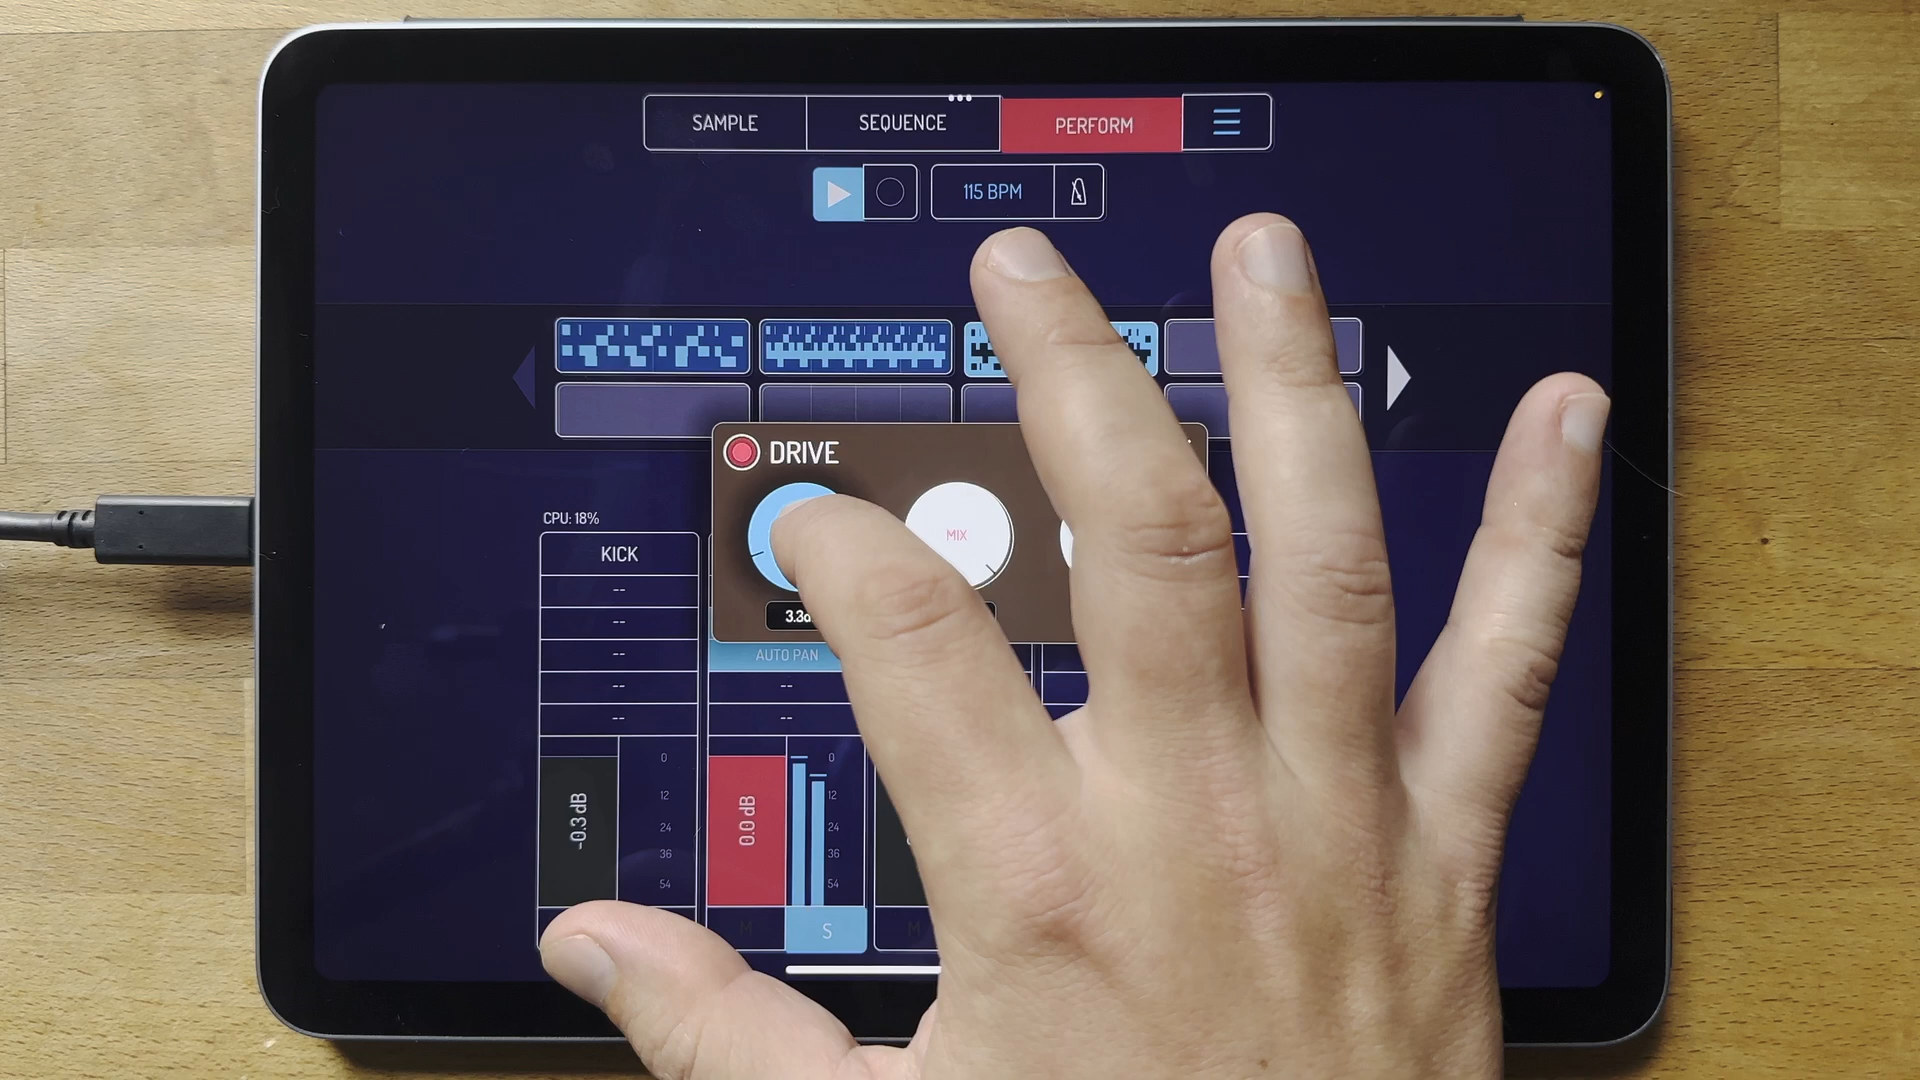 SAMPLE
SEQUENCE
PERFORM
115 BPM
DRIVE
MIX
CPU: 18%
KICK
--
--
--
--
--
AUTO PAN
--
--
0
12
24
36
54
-0.3 dB
0.0 dB
0
12
24
36
54
M
S
M